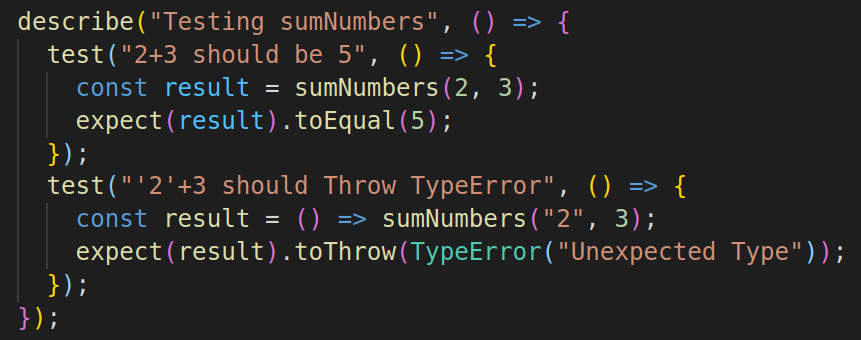 describe("Testing sumNumbers", () => {
  test("2+3 should be 5", () => {
    const result = sumNumbers(2, 3);
    expect(result).toEqual(5);
  });
  test("'2'+3 should Throw TypeError", () => {
    const result = () => sumNumbers("2", 3);
    expect(result).toThrow(TypeError("Unexpected Type"));
  });
});